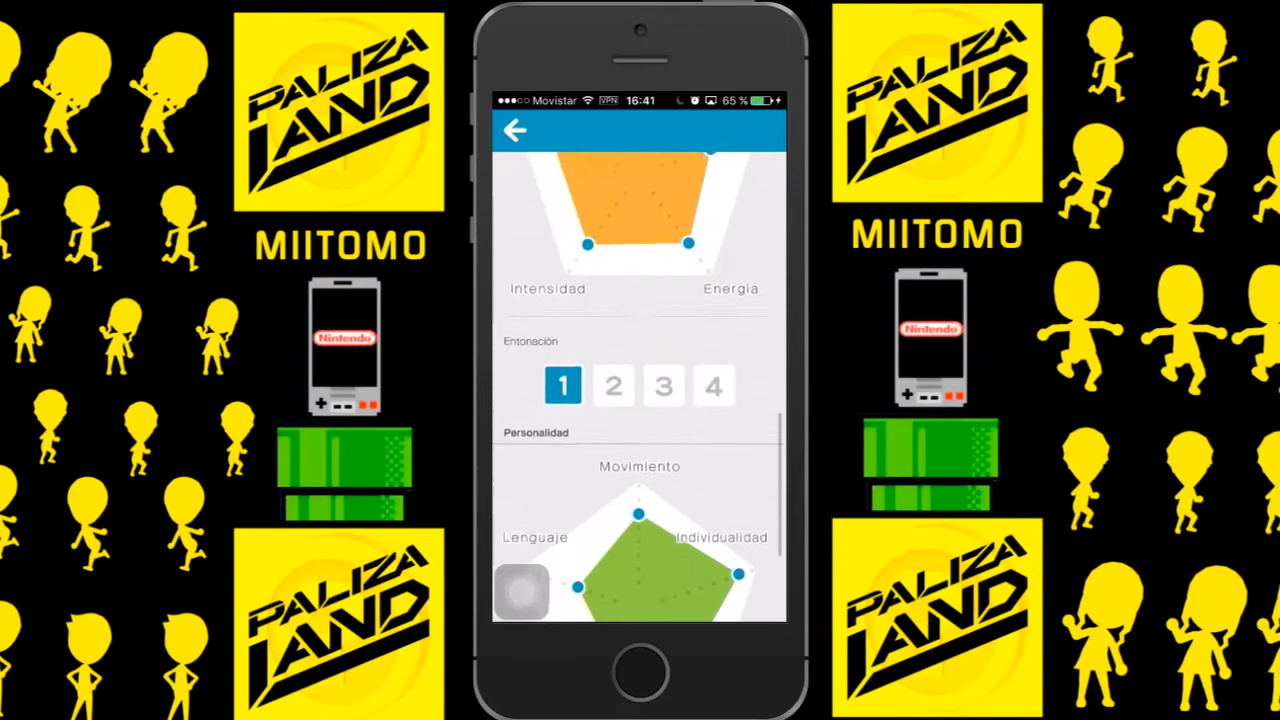 PALIZA
LAND
MIITOMO
Nintendo
PALIZA
LAND
Movistar VPN 16:41 65 %
Intensidad
Energía
Entonación
1 2 3 4
Personalidad
Movimiento
Lenguaje
Individualidad
PALIZA
LAND
MIITOMO
Nintendo
PALIZA
LAND